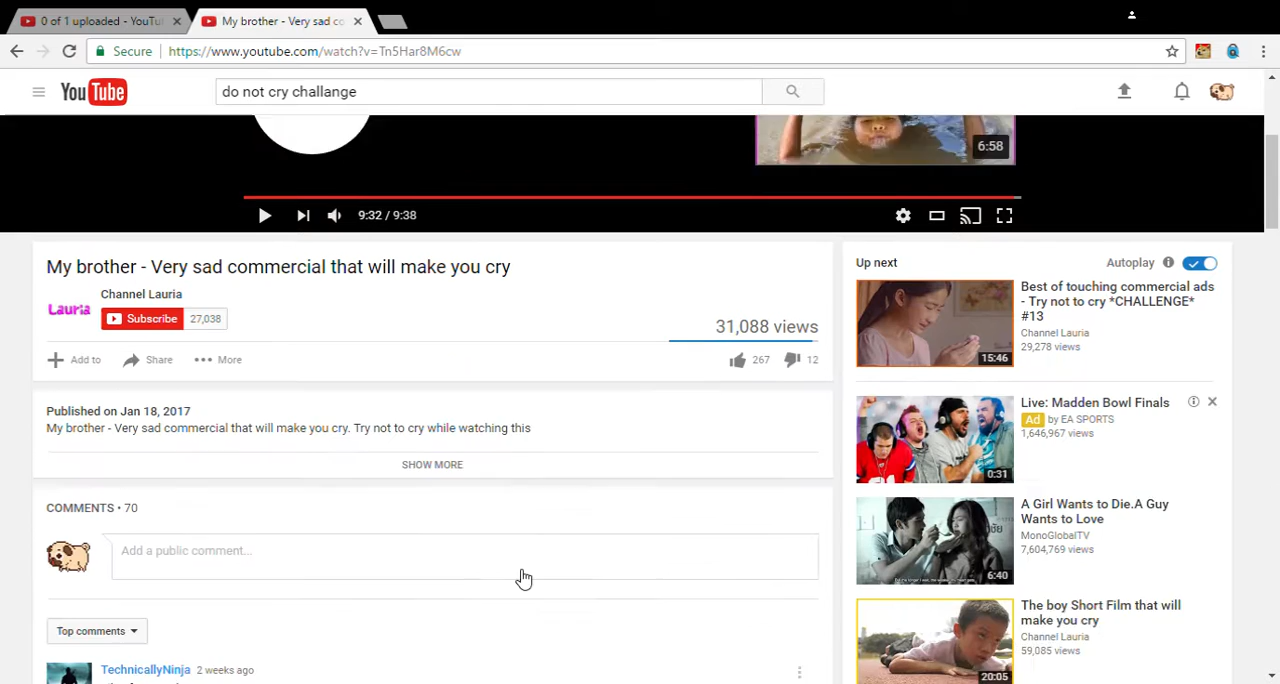 0 of 1 uploaded - YouTu
My brother - Very sad co
Secure
https://www.youtube.com/watch?v=Tn5Har8M6cw
YouTube
do not cry challange
6:58
9:32 / 9:38
My brother - Very sad commercial that will make you cry
Lauria
Channel Lauria
Subscribe 27,038
31,088 views
Add to Share More
267 12
Published on Jan 18, 2017
My brother - Very sad commercial that will make you cry. Try not to cry while watching this
SHOW MORE
COMMENTS • 70
Add a public comment...
Top comments
TechnicallyNinja 2 weeks ago
Up next
Autoplay
Best of touching commercial ads
- Try not to cry *CHALLENGE*
#13
Channel Lauria
29,278 views
15:46
Live: Madden Bowl Finals
Ad by EA SPORTS
1,646,967 views
0:31
A Girl Wants to Die.A Guy
Wants to Love
MonoGlobalTV
7,604,769 views
6:40
The boy Short Film that will
make you cry
Channel Lauria
59,085 views
20:05